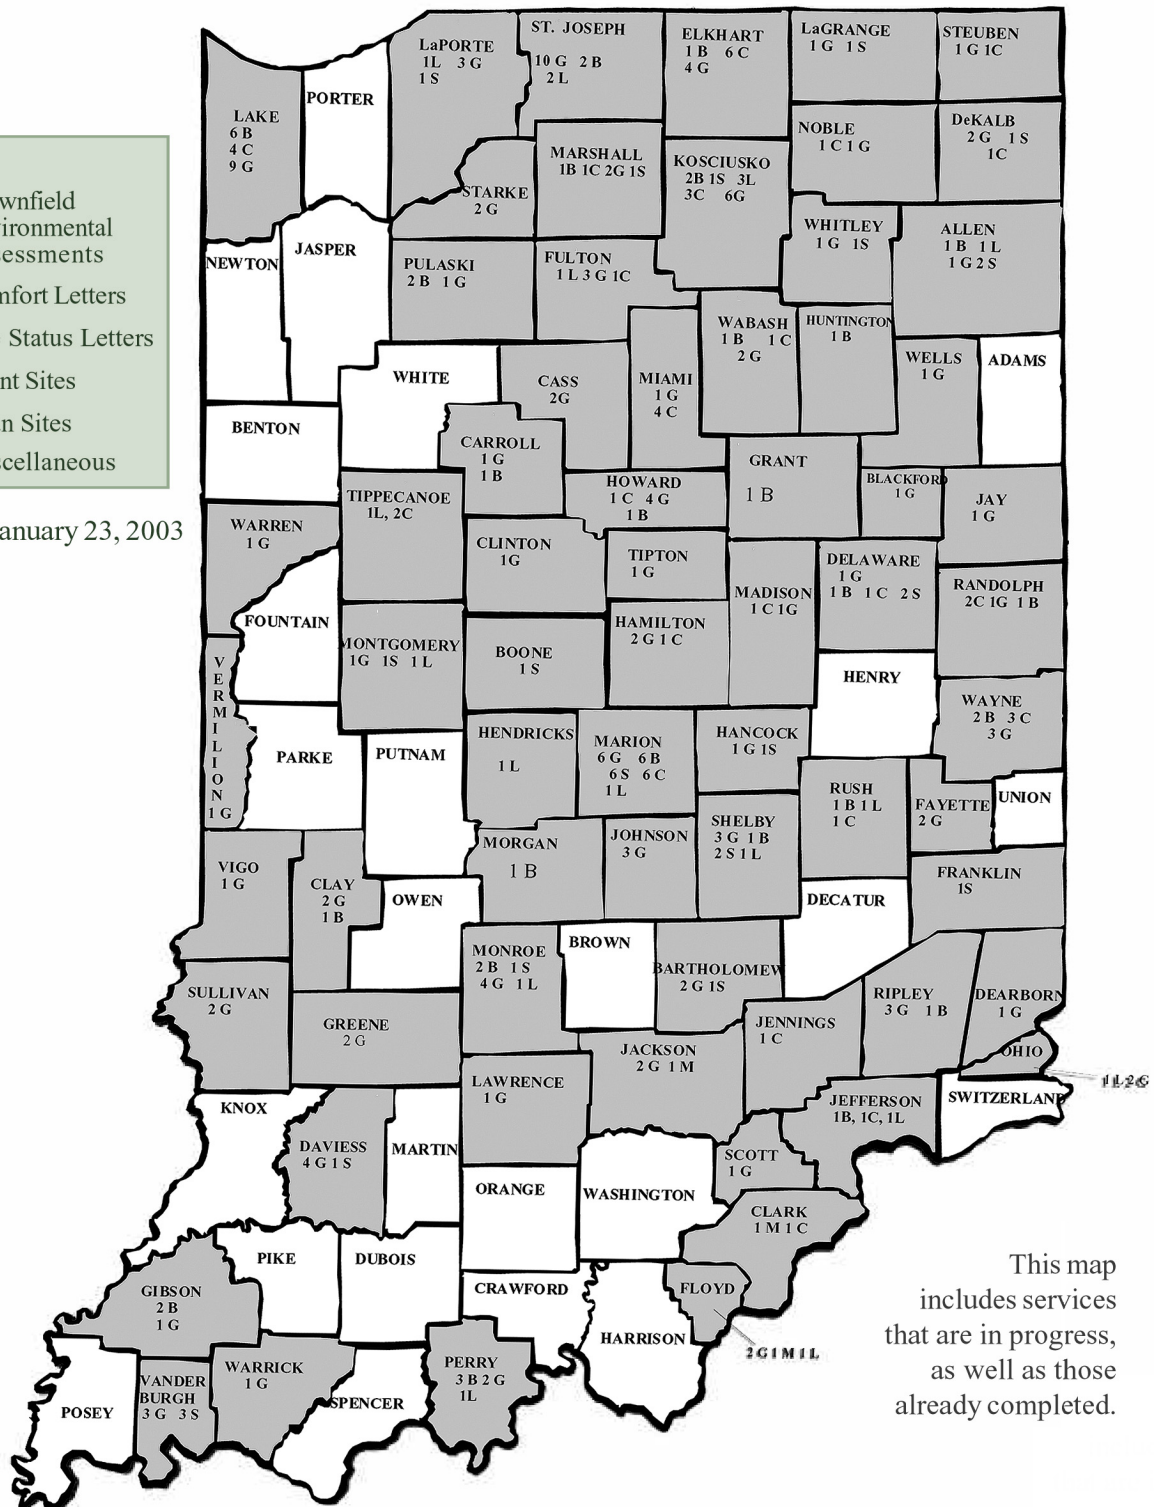 Status Letters
Sites
Sites
23, 2003
LAKE
6 B
4 C
9 G
PORTER
LaPORTE
1L 3 G
1 S
ST. JOSEPH
10 G 2 B
2 L
ELKHART
1 B 6 C
4 G
LaGRANGE
1 G 1 S
STEUBEN
1 G 1C
NOBLE
1 C 1 G
DeKALB
2 G 1 S
1C
MARSHALL
1B 1C 2G 1S
KOSCIUSKO
2B 1S 3L
3C 6G
STARKE
2 G
NEWTON
JASPER
PULASKI
2 B 1 G
FULTON
1 L 3 G 1C
WHITLEY
1 G 1S
ALLEN
1 B 1 L
1 G 2 S
WABASH
1 B 1 C
2 G
HUNTINGTON
1 B
WELLS
1 G
ADAMS
WHITE
CASS
2G
MIAMI
1 G
4 C
BENTON
CARROLL
1 G
1 B
GRANT
1 B
BLACKFORD
1 G
JAY
1 G
TIPPECANOE
1L, 2C
HOWARD
1 C 4 G
1 B
WARREN
1 G
CLINTON
1G
TIPTON
1 G
MADISON
1 C 1G
DELAWARE
1 G
1 B 1 C 2 S
RANDOLPH
2C 1G 1 B
FOUNTAIN
MONTGOMERY
1G 1S 1 L
BOONE
1 S
HAMILTON
2 G 1 C
HENRY
VERMILLION
1 G
PARKE
PUTNAM
HENDRICKS
1 L
MARION
6 G 6 B
6 S 6 C
1 L
HANCOCK
1 G 1S
WAYNE
2 B 3 C
3 G
RUSH
1 B 1 L
1 C
FAYETTE
2 G
UNION
VIGO
1 G
CLAY
2 G
1 B
OWEN
MORGAN
1 B
JOHNSON
3 G
SHELBY
3 G 1 B
2 S 1 L
DECATUR
FRANKLIN
1S
SULLIVAN
2 G
GREENE
2 G
MONROE
2 B 1 S
4 G 1 L
BROWN
BARTHOLOMEW
2 G 1S
JENNINGS
1 C
RIPLEY
3 G 1 B
DEARBORN
1 G
OHIO
1L2G
JACKSON
2 G 1 M
LAWRENCE
1 G
KNOX
DAVIESS
4 G 1 S
MARTIN
JEFFERSON
1B, 1C, 1L
SWITZERLAND
ORANGE
WASHINGTON
SCOTT
1 G
CLARK
1 M 1 C
GIBSON
2 B
1 G
PIKE
DUBOIS
CRAWFORD
HARRISON
FLOYD
2G1M1L
POSEY
VANDER
BURGH
3 G 3 S
WARRICK
1 G
SPENCER
PERRY
3 B 2 G
1L
This map
includes services
that are in progress,
as well as those
already completed.